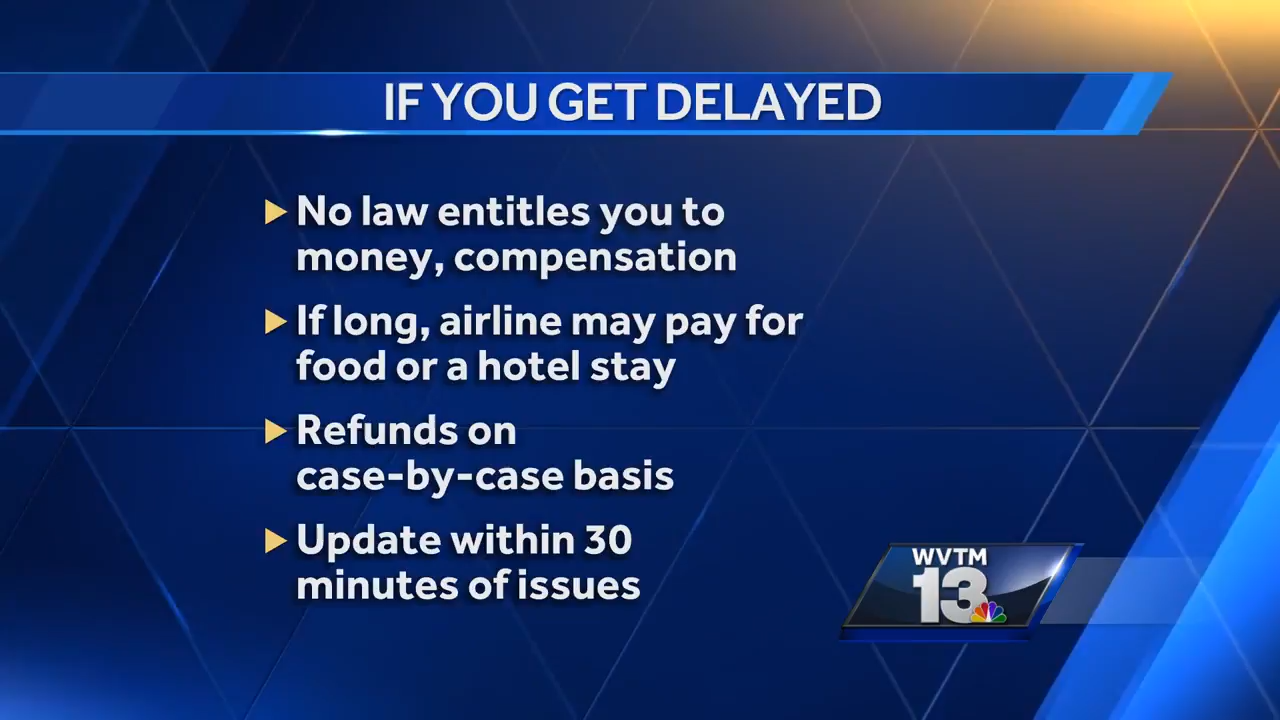 IF YOU GET DELAYED
No law entitles you to
money, compensation
If long, airline may pay for
food or a hotel stay
Refunds on
case-by-case basis
Update within 30
minutes of issues
WVTM
13